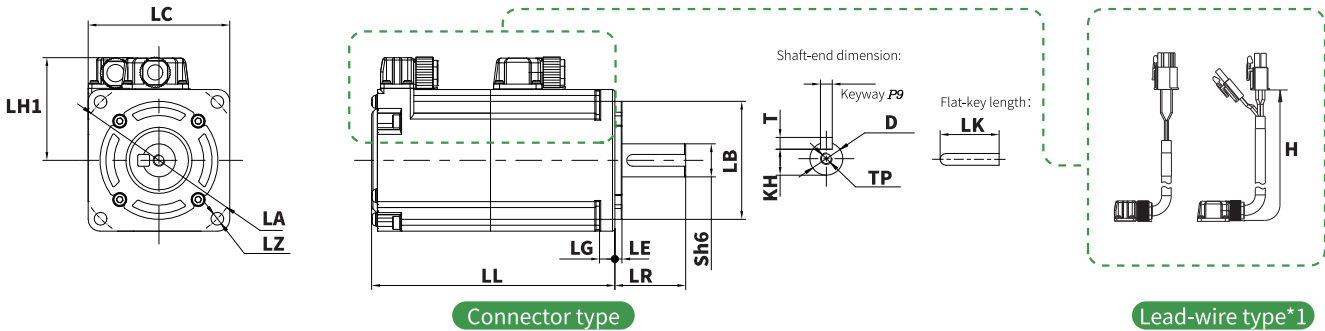 LC
LH1
LA
LZ
LL
LG
LE
LR
LB
Sh6
Shaft-end dimension:
Keyway P9
T
D
KH
TP
Flat-key length:
LK
H
Connector type
Lead-wire type*1